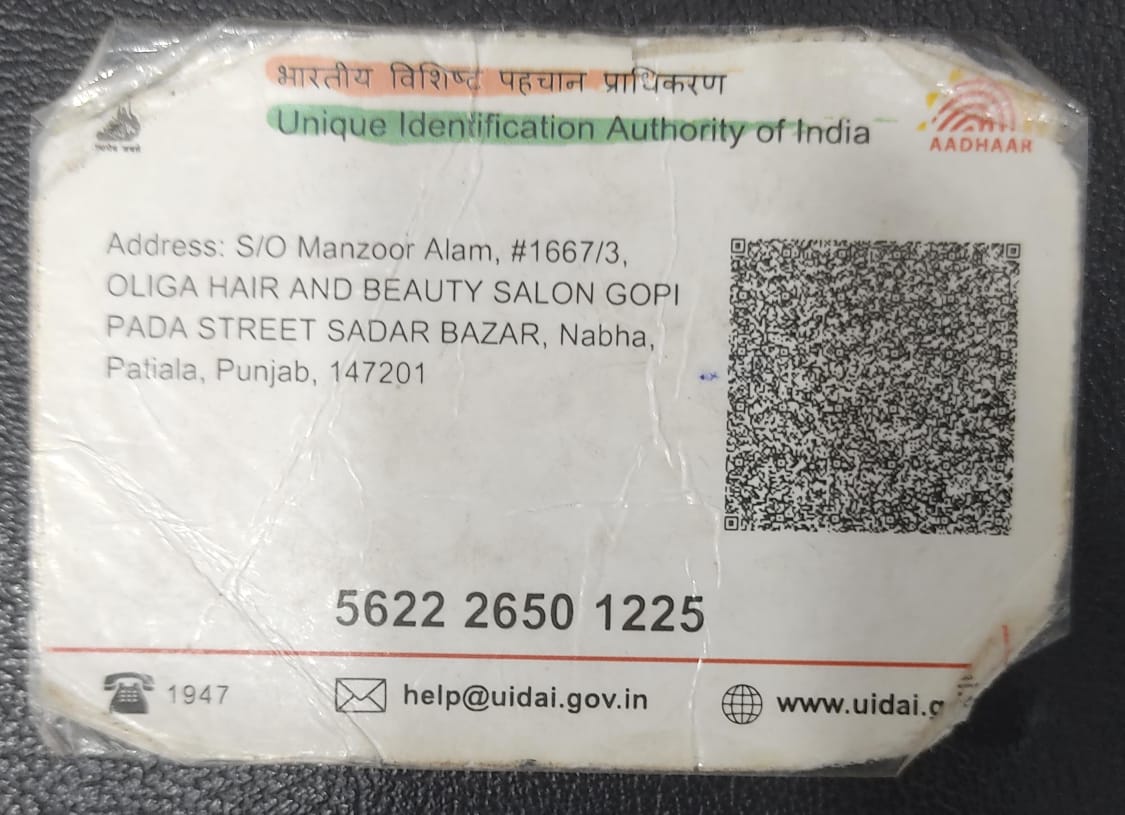 भारतीय विशिष्ट पहचान प्राधिकरण
Unique Identification Authority of India
AADHAAR
Address: S/O Manzoor Alam, #1667/3,
OLIGA HAIR AND BEAUTY SALON GOPI
PADA STREET SADAR BAZAR, Nabha,
Patiala, Punjab, 147201
5622 2650 1225
1947
help@uidai.gov.in
www.uidai.g